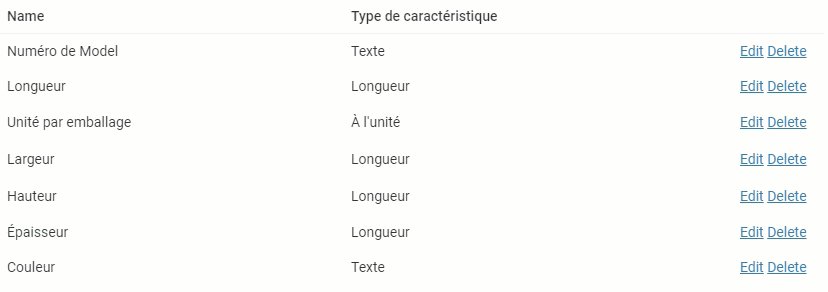 Name Type de caractéristique
Numéro de Model Texte Edit Delete
Longueur Longueur Edit Delete
Unité par emballage À l'unité Edit Delete
Largeur Longueur Edit Delete
Hauteur Longueur Edit Delete
Épaisseur Longueur Edit Delete
Couleur Texte Edit Delete